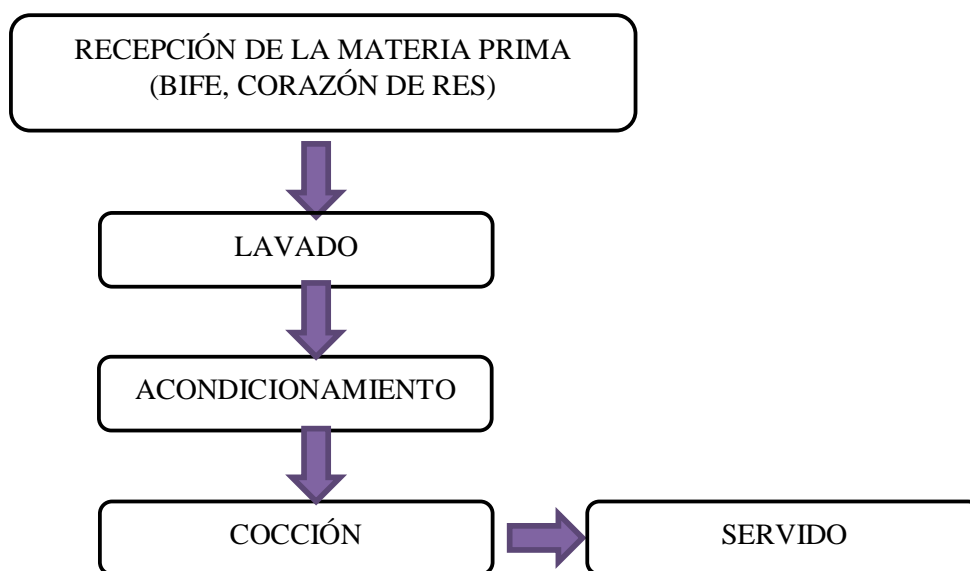 RECEPCIÓN DE LA MATERIA PRIMA
(BIFE, CORAZÓN DE RES)
LAVADO
ACONDICIONAMIENTO
COCCIÓN
SERVIDO